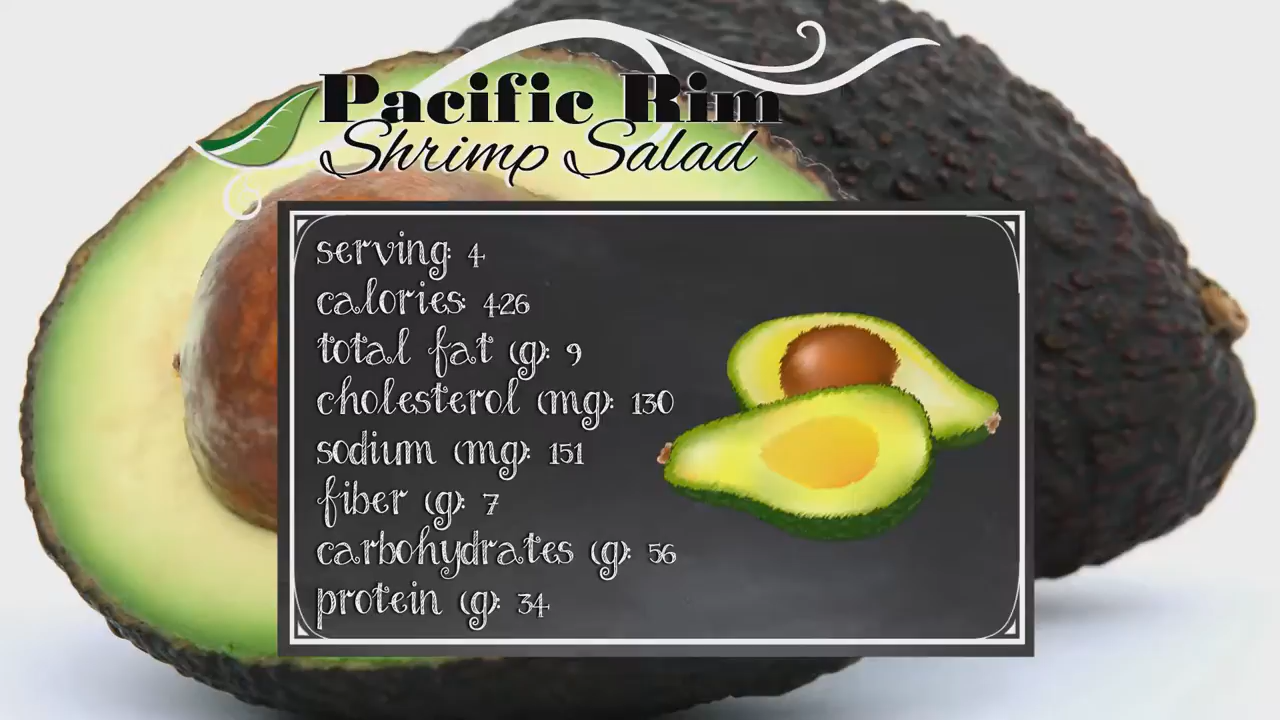 Pacific Rim
Shrimp Salad
serving: 4
calories: 426
total fat (g): 9
cholesterol (mg): 130
sodium (mg): 151
fiber (g): 7
carbohydrates (g): 56
protein (g): 34